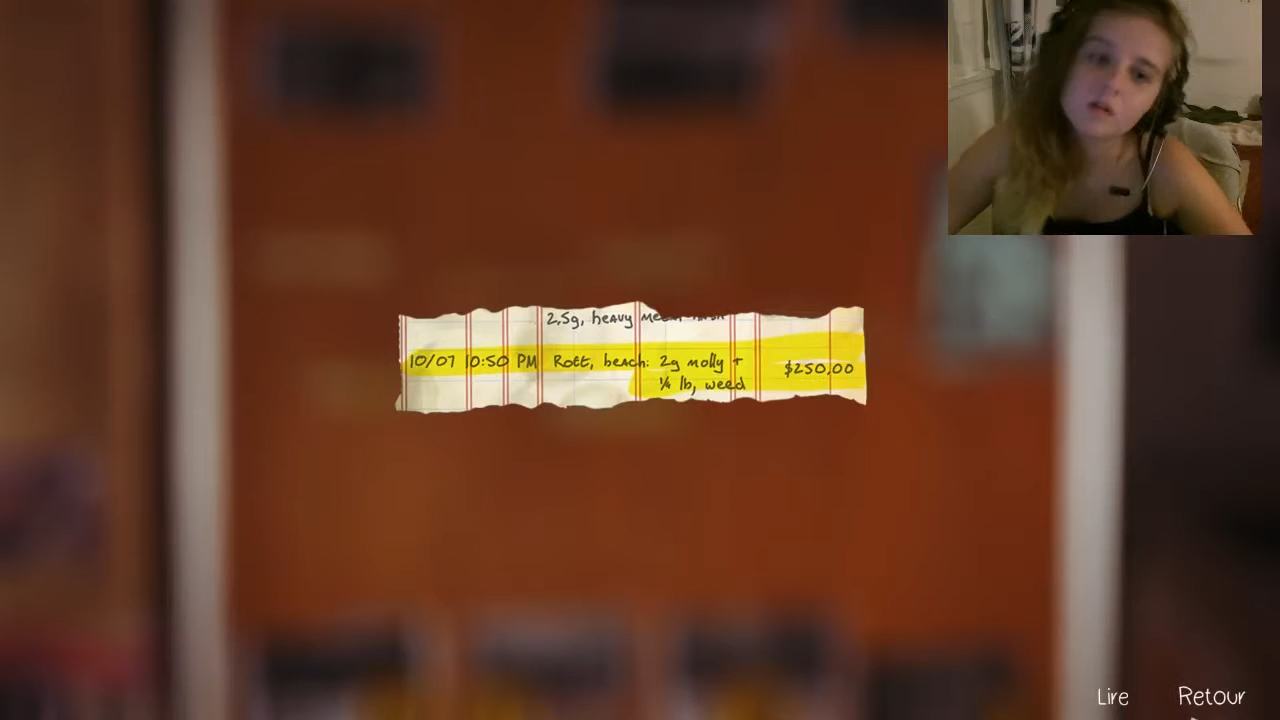 2,5g, heavy
10/07 10:50 PM Rott, beach: 2g molly + $250,00
1/4 lb, weed
Lire Retour